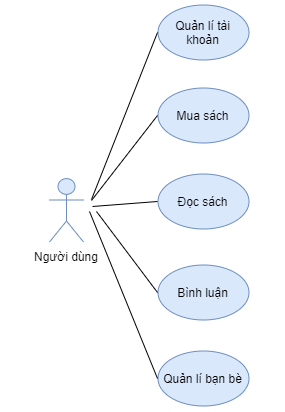 Quản lí tài
khoản
Mua sách
Đọc sách
Người dùng
Bình luận
Quản lí bạn bè